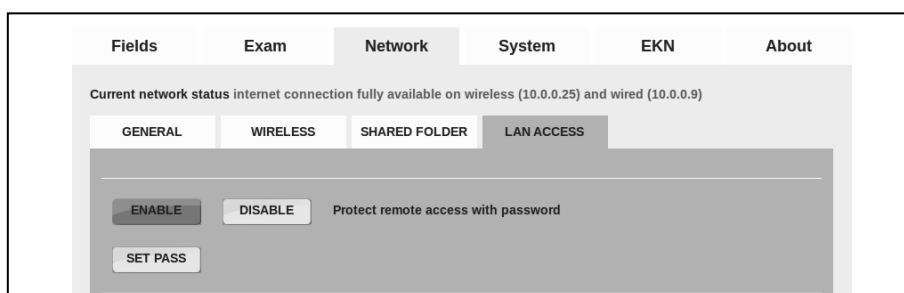 Fields Exam Network System EKN About
Current network status internet connection fully available on wireless (10.0.0.25) and wired (10.0.0.9)
GENERAL WIRELESS SHARED FOLDER LAN ACCESS
ENABLE DISABLE Protect remote access with password
SET PASS